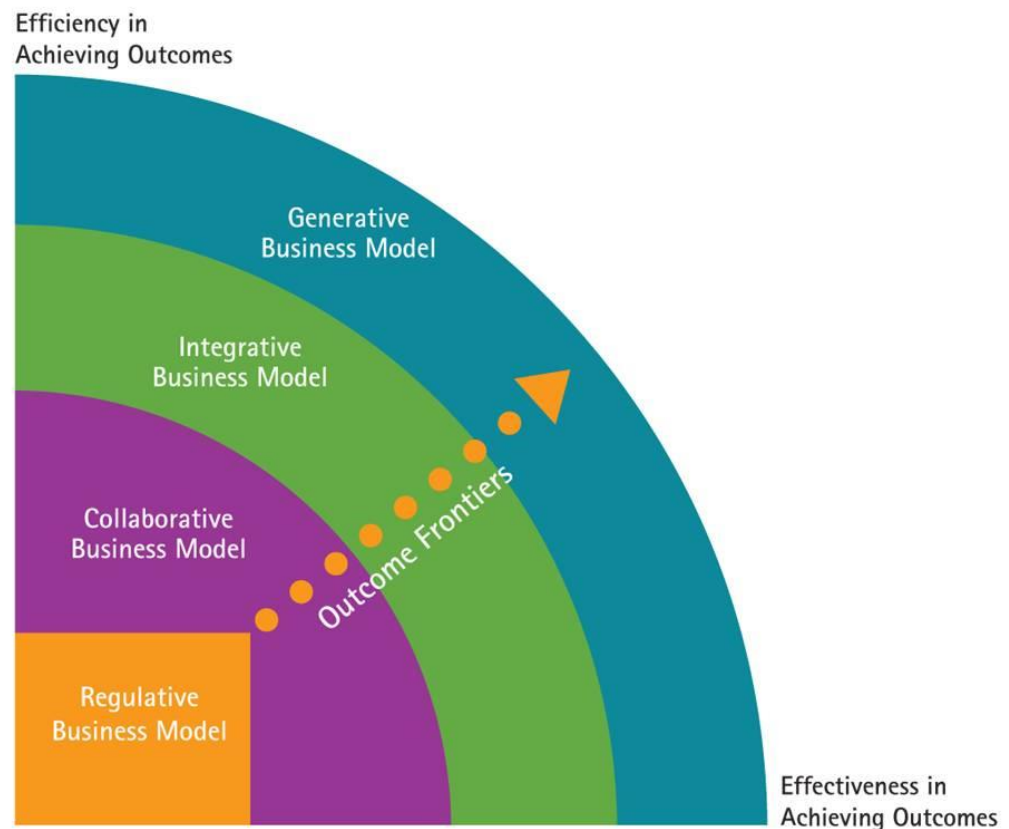 Efficiency in
Achieving Outcomes
Generative
Business Model
Integrative
Business Model
Outcome Frontiers
Collaborative
Business Model
Regulative
Business Model
Effectiveness in
Achieving Outcomes